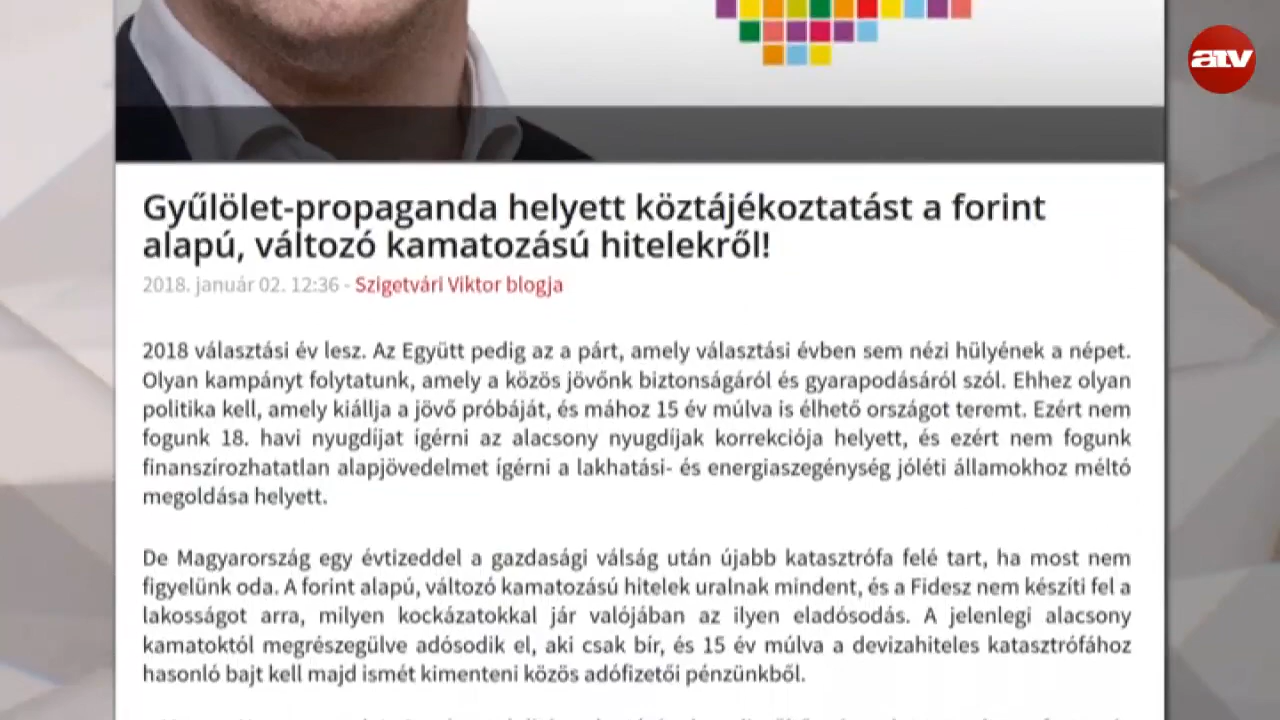 atv
Gyűlölet-propaganda helyett köztájékoztatást a forint
alapú, változó kamatozású hitelekről!
2018. január 02. 12:36 - Szigetvári Viktor blogja
2018 választási év lesz. Az Együtt pedig az a párt, amely választási évben sem nézi hülyének a népet.
Olyan kampányt folytatunk, amely a közös jövőnk biztonságáról és gyarapodásáról szól. Ehhez olyan
politika kell, amely kiállja a jövő próbáját, és mához 15 év múlva is élhető országot teremt. Ezért nem
fogunk 18. havi nyugdíjat ígérni az alacsony nyugdíjak korrekciója helyett, és ezért nem fogunk
finanszírozhatatlan alapjövedelmet ígérni a lakhatási- és energiaszegénység jóléti államokhoz méltó
megoldása helyett.
De Magyarország egy évtizeddel a gazdasági válság után újabb katasztrófa felé tart, ha most nem
figyelünk oda. A forint alapú, változó kamatozású hitelek uralnak mindent, és a Fidesz nem készíti fel a
lakosságot arra, milyen kockázatokkal jár valójában az ilyen eladósodás. A jelenlegi alacsony
kamatoktól megrészegülve adósodik el, aki csak bír, és 15 év múlva a devizahiteles katasztrófához
hasonló bajt kell majd ismét kimenteni közös adófizetői pénzünkből.